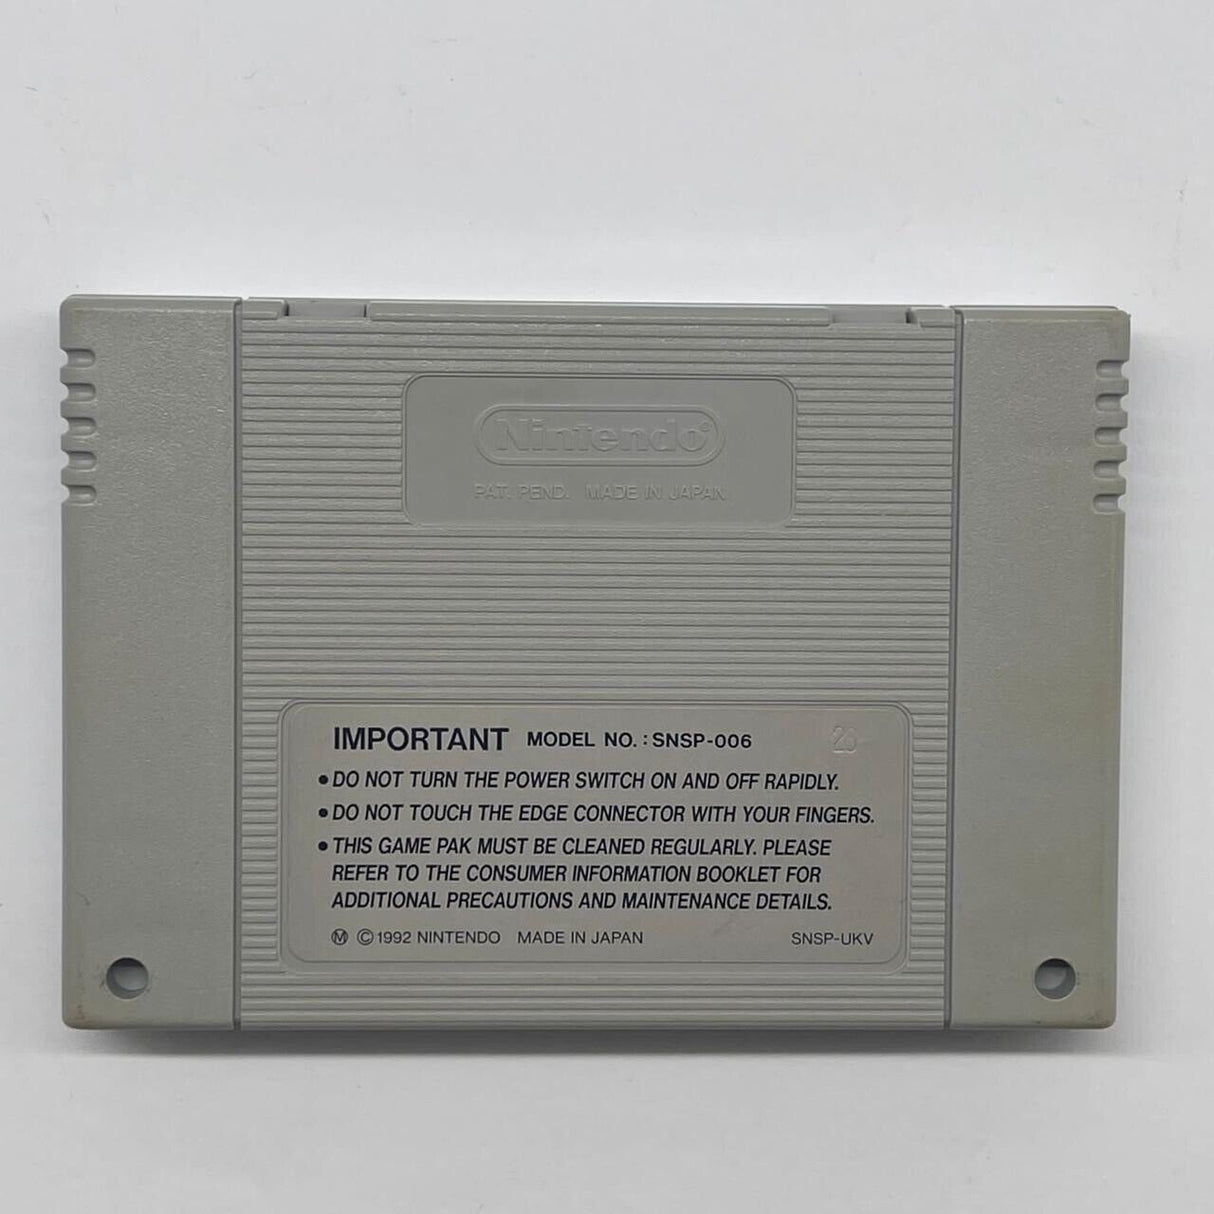 Nintendo®
PAT. PEND. MADE IN JAPAN
IMPORTANT MODEL NO. : SNSP-006
26
• DO NOT TURN THE POWER SWITCH ON AND OFF RAPIDLY.
• DO NOT TOUCH THE EDGE CONNECTOR WITH YOUR FINGERS.
• THIS GAME PAK MUST BE CLEANED REGULARLY. PLEASE
REFER TO THE CONSUMER INFORMATION BOOKLET FOR
ADDITIONAL PRECAUTIONS AND MAINTENANCE DETAILS.
Ⓜ ©1992 NINTENDO MADE IN JAPAN SNSP-UKV